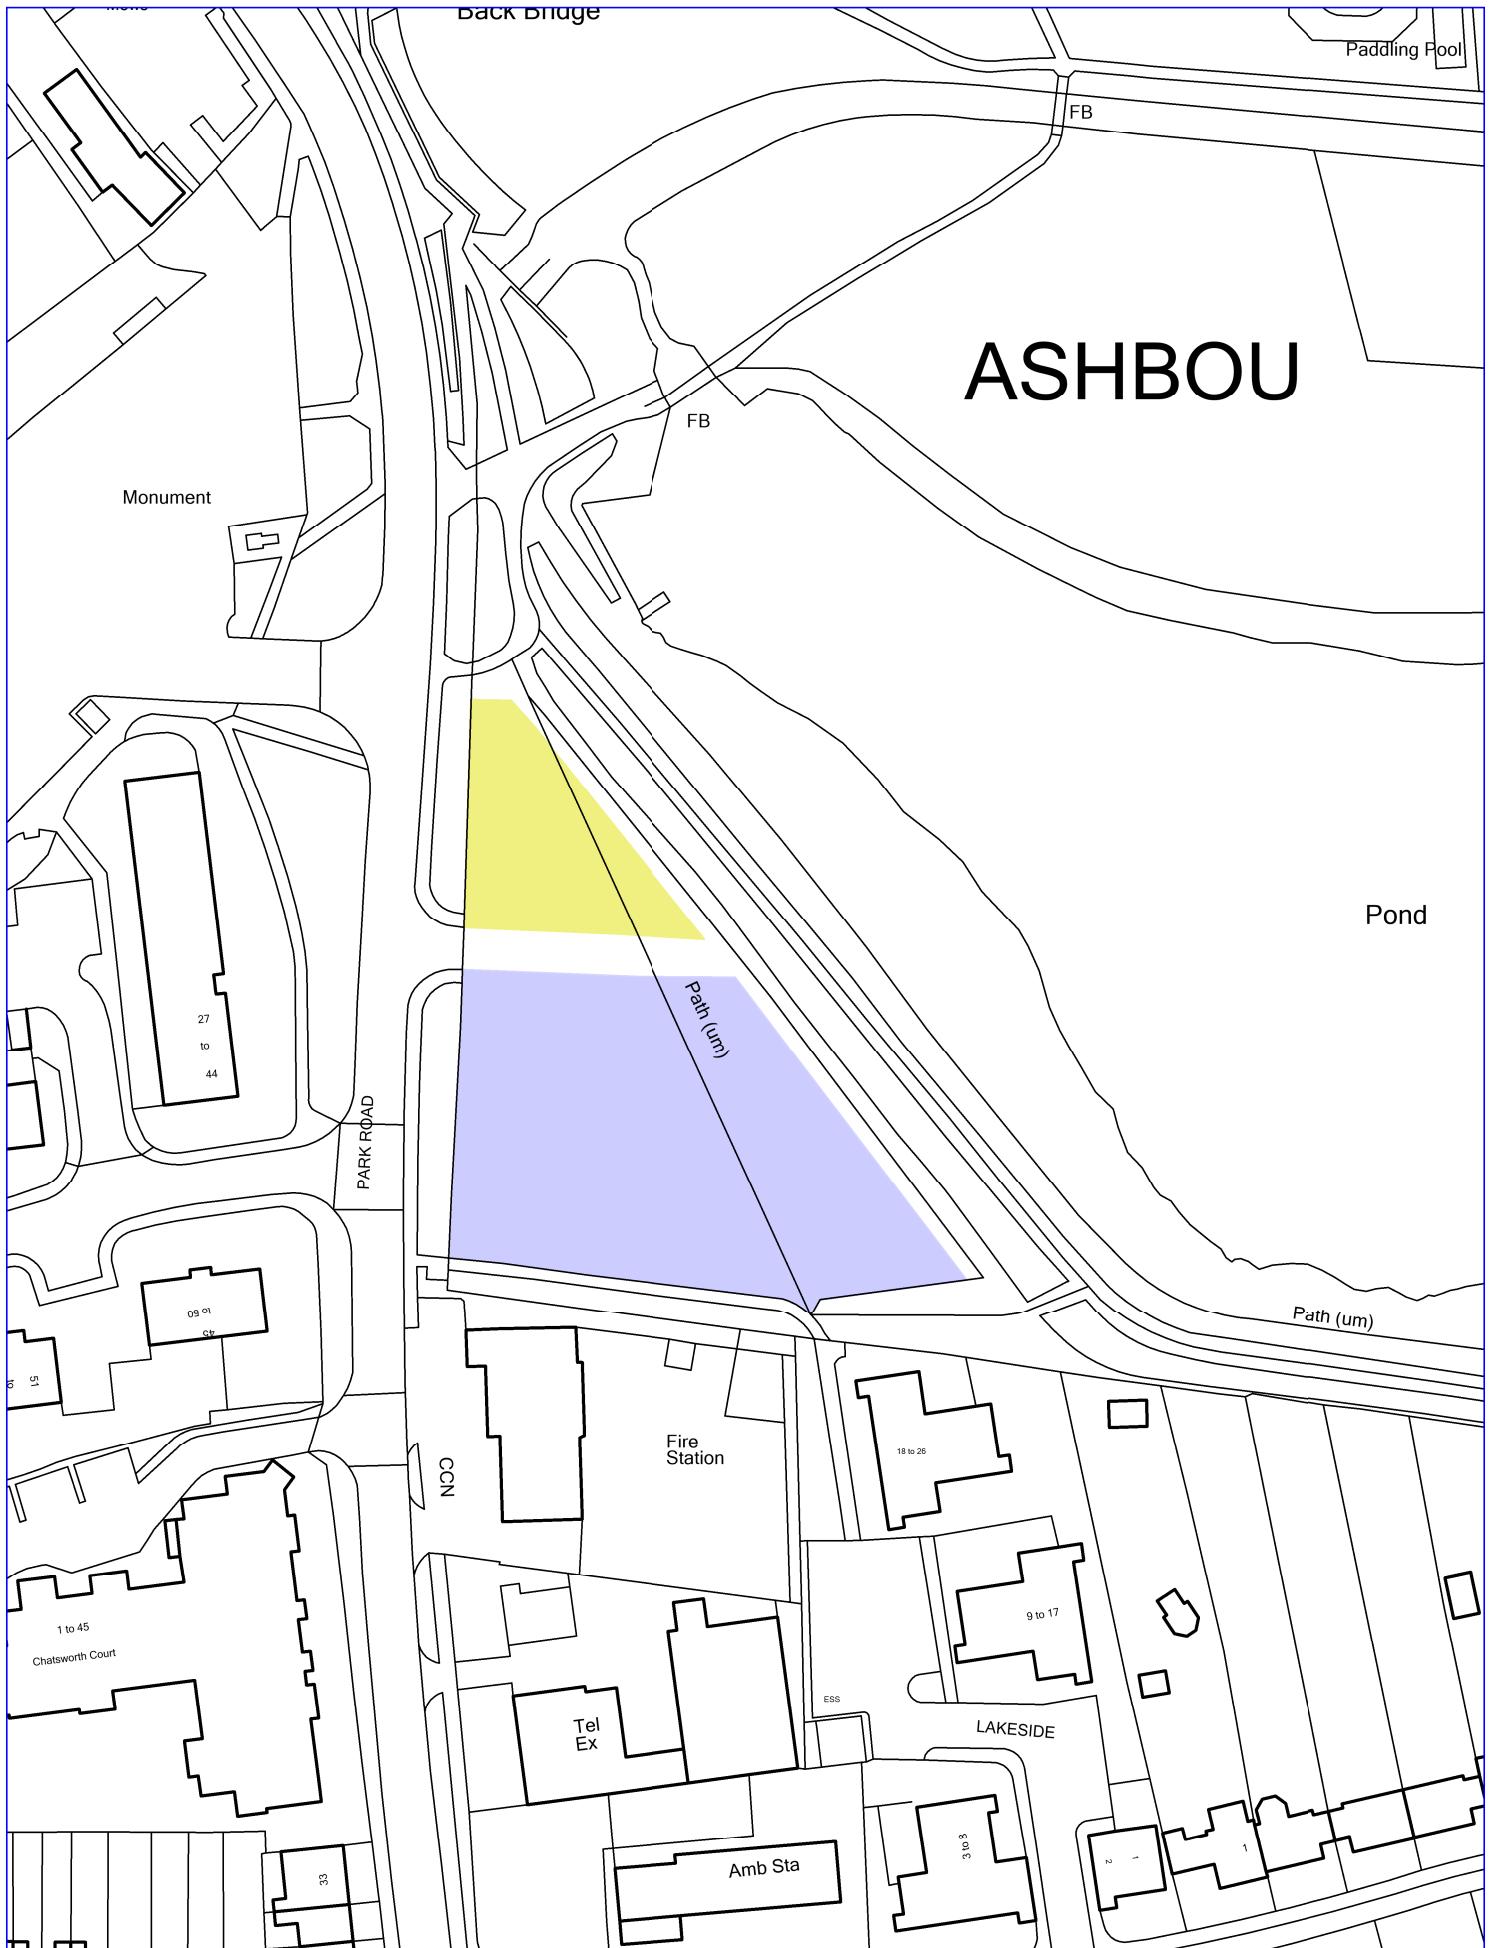 Back Bridge
Paddling Pool
FB
ASHBOU
FB
Monument
Pond
Path (um)
27
to
44
PARK ROAD
45
to 60
51
to
Path (um)
Fire
Station
18 to 26
CCN
9 to 17
1 to 45
Chatsworth Court
ESS
LAKESIDE
Tel
Ex
3 to 8
Amb Sta
33
2
1
1